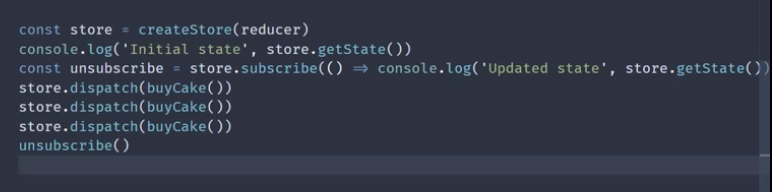 const store = createStore(reducer)
console.log('Initial state', store.getState())
const unsubscribe = store.subscribe(() => console.log('Updated state', store.getState())
store.dispatch(buyCake())
store.dispatch(buyCake())
store.dispatch(buyCake())
unsubscribe()